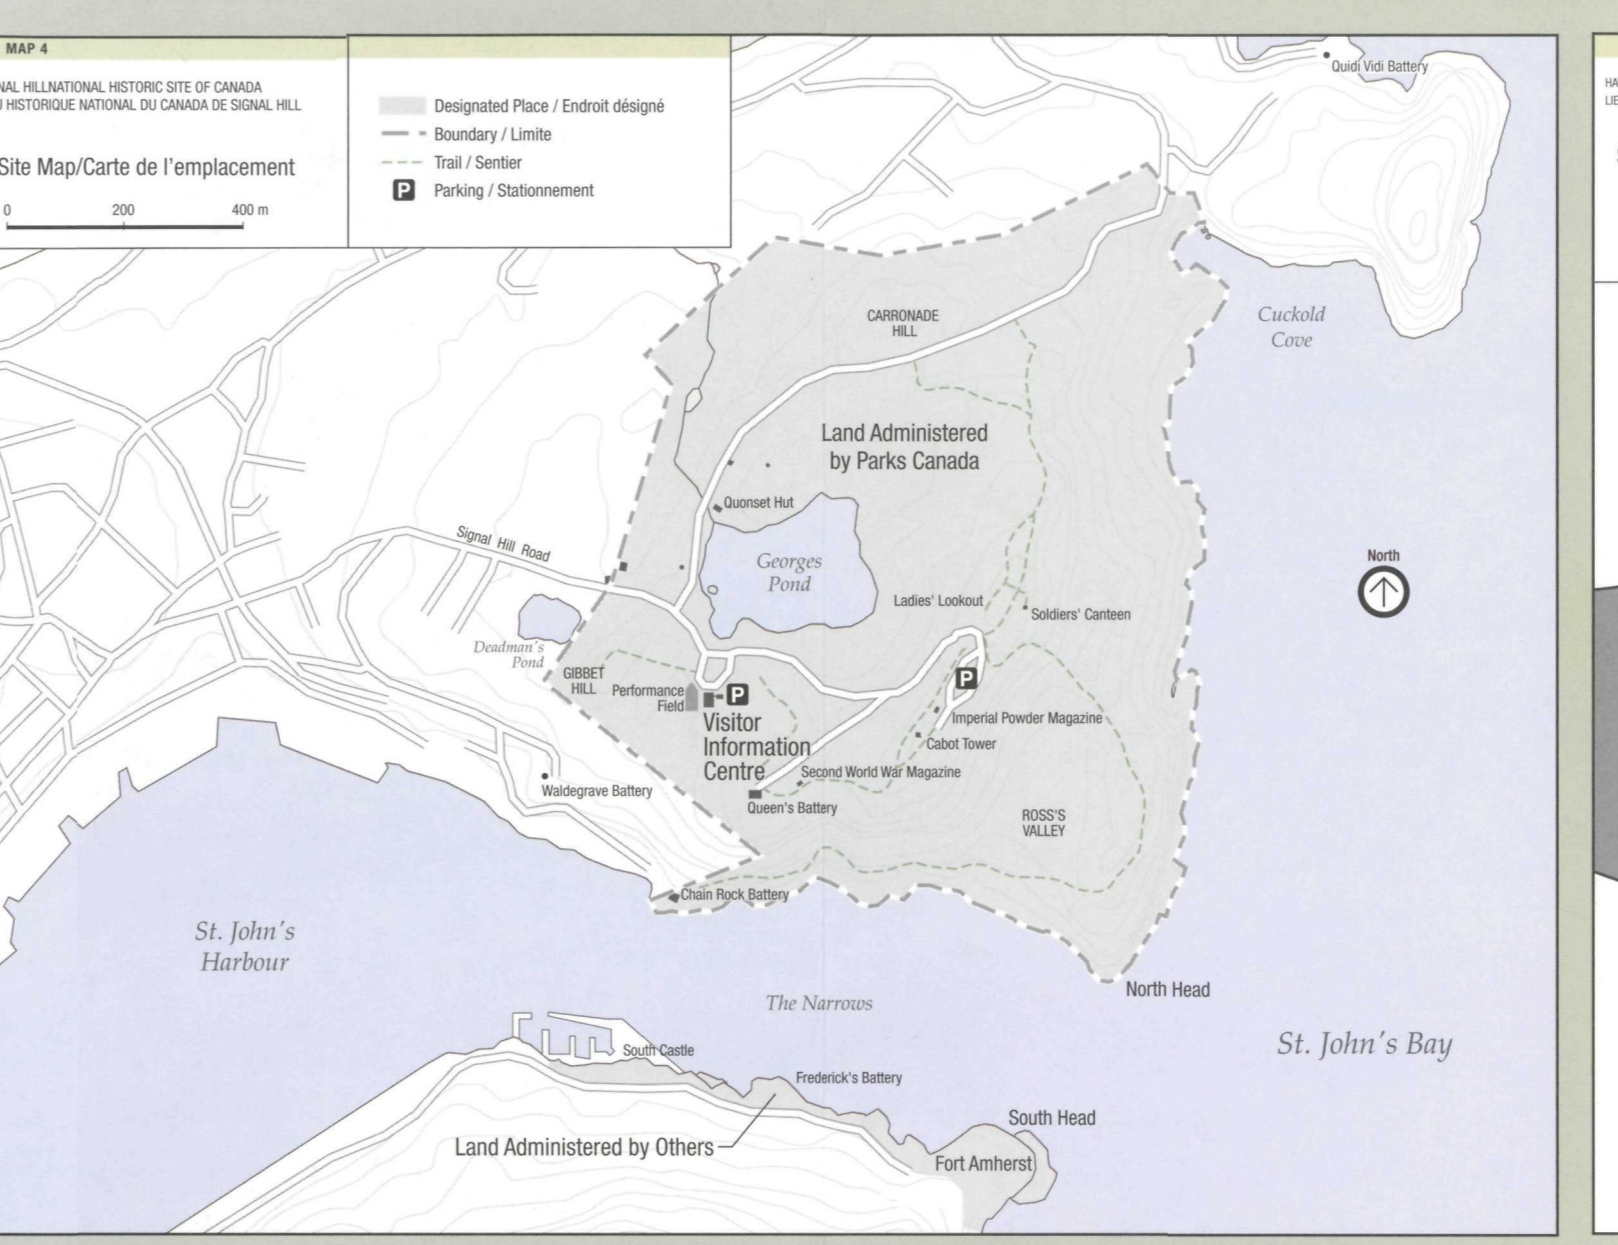 MAP 4
NAL HILLNATIONAL HISTORIC SITE OF CANADA
HISTORIQUE NATIONAL DU CANADA DE SIGNAL HILL
Site Map/Carte de l'emplacement
0 200 400 m
Designated Place / Endroit désigné
Boundary / Limite
Trail / Sentier
P Parking / Stationnement
Quidi Vidi Battery
HA
LIE
CARRONADE
HILL
Cuckold
Cove
Land Administered
by Parks Canada
Quonset Hut
Signal Hill Road
Georges
Pond
North
Ladies' Lookout
Soldiers' Canteen
Deadman's
Pond
GIBBET
HILL
Performance
Field
P
P
Visitor
Information
Centre
Imperial Powder Magazine
Cabot Tower
Second World War Magazine
Waldegrave Battery
Queen's Battery
ROSS'S
VALLEY
Chain Rock Battery
St. John's
Harbour
North Head
The Narrows
St. John's Bay
South Castle
Frederick's Battery
South Head
Land Administered by Others
Fort Amherst